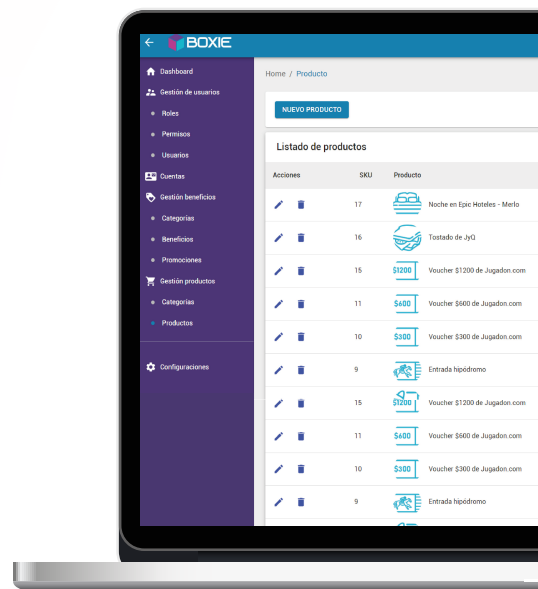 BOXIE
Dashboard
Gestión de usuarios
Roles
Permisos
Usuarios
Cuentas
Gestión beneficios
Categorías
Beneficios
Promociones
Gestión productos
Categorías
Productos
Configuraciones
Home / Producto
NUEVO PRODUCTO
Listado de productos
Acciones SKU Producto
17 Noche en Epic Hoteles - Merlo
16 Tostado de JyQ
15 $1200 Voucher $1200 de Jugadon.com
11 $600 Voucher $600 de Jugadon.com
10 $300 Voucher $300 de Jugadon.com
9 Entrada hipódromo
15 $1200 Voucher $1200 de Jugadon.com
11 $600 Voucher $600 de Jugadon.com
10 $300 Voucher $300 de Jugadon.com
9 Entrada hipódromo